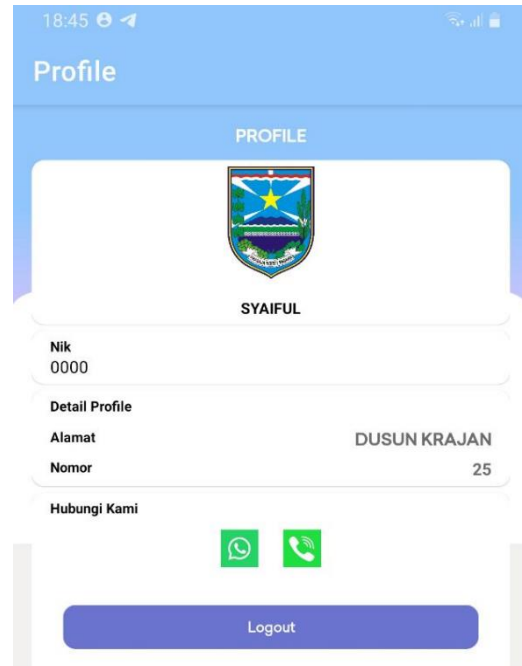 18:45
Profile
PROFILE
SYAIFUL
Nik
0000
Detail Profile
Alamat DUSUN KRAJAN
Nomor 25
Hubungi Kami
Logout